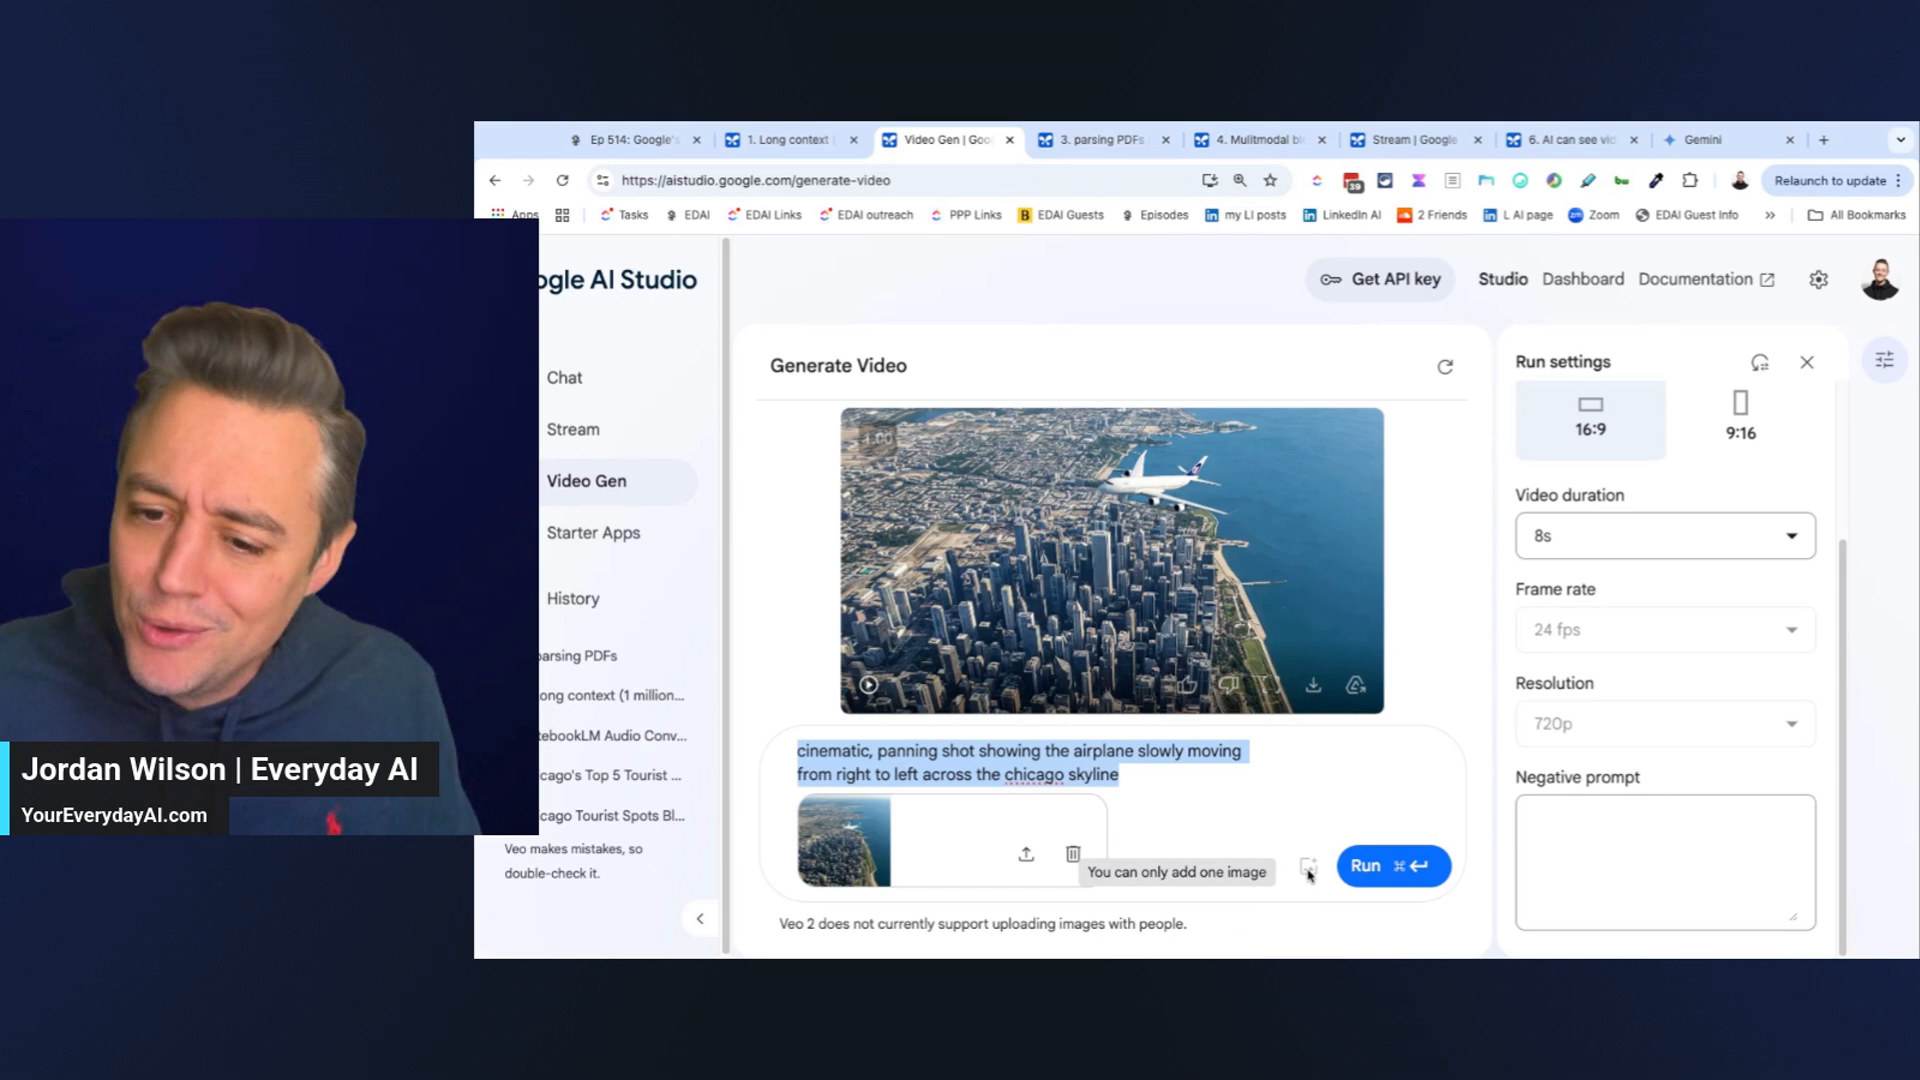 Ep 514: Google's
1. Long context
Video Gen | Goo
3. parsing PDFs
4. Mulitmodal bl
Stream | Google
6. AI can see vid
Gemini
https://aistudio.google.com/generate-video
39
Relaunch to update
Apps
Tasks
EDAI
EDAI Links
EDAI outreach
PPP Links
EDAI Guests
Episodes
my LI posts
LinkedIn AI
2 Friends
L AI page
Zoom
EDAI Guest Info
All Bookmarks
ogle AI Studio
Get API key
Studio
Dashboard
Documentation
Chat
Stream
Video Gen
Starter Apps
History
parsing PDFs
ong context (1 million...
tebookLM Audio Conv...
cago's Top 5 Tourist ...
cago Tourist Spots Bl...
Veo makes mistakes, so
double-check it.
Generate Video
cinematic, panning shot showing the airplane slowly moving
from right to left across the chicago skyline
You can only add one image
Run
Veo 2 does not currently support uploading images with people.
Run settings
16:9
9:16
Video duration
8s
Frame rate
24 fps
Resolution
720p
Negative prompt
Jordan Wilson | Everyday AI
YourEverydayAI.com